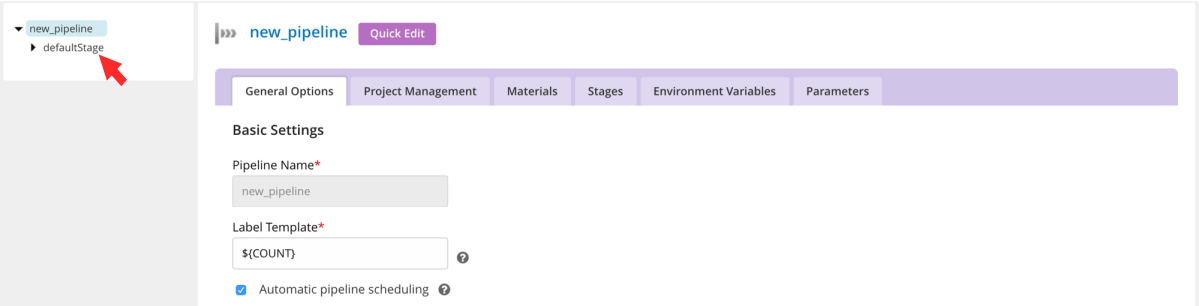 new_pipeline
defaultStage
new_pipeline Quick Edit
General Options Project Management Materials Stages Environment Variables Parameters
Basic Settings
Pipeline Name*
new_pipeline
Label Template*
${COUNT}
?
Automatic pipeline scheduling ?